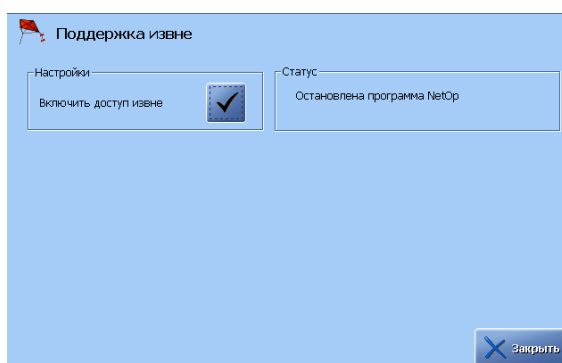 Поддержка извне
Настройки
Включить доступ извне
Статус
Остановлена программа NetOp
Закрыть